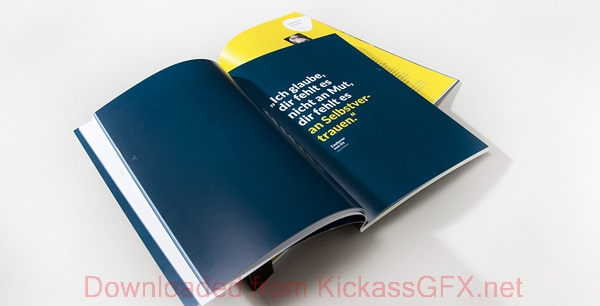 „Ich glaube,
dir fehlt es
nicht an Mut,
dir fehlt es
an Selbstver-
trauen.“
Downloaded from KickassGFX.net